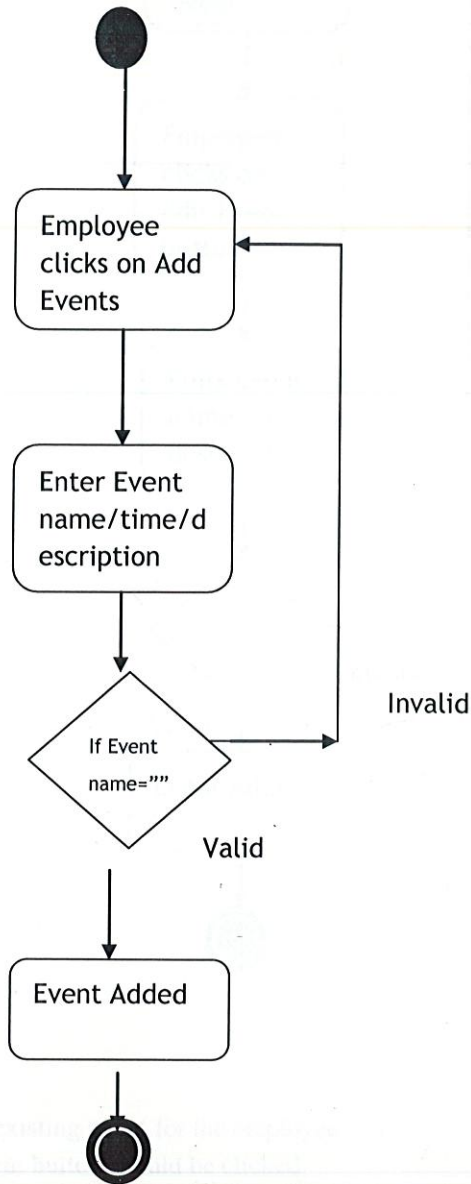 Employee
clicks on Add
Events
Enter Event
name/time/d
escription
If Event
name=””
Invalid
Valid
Event Added